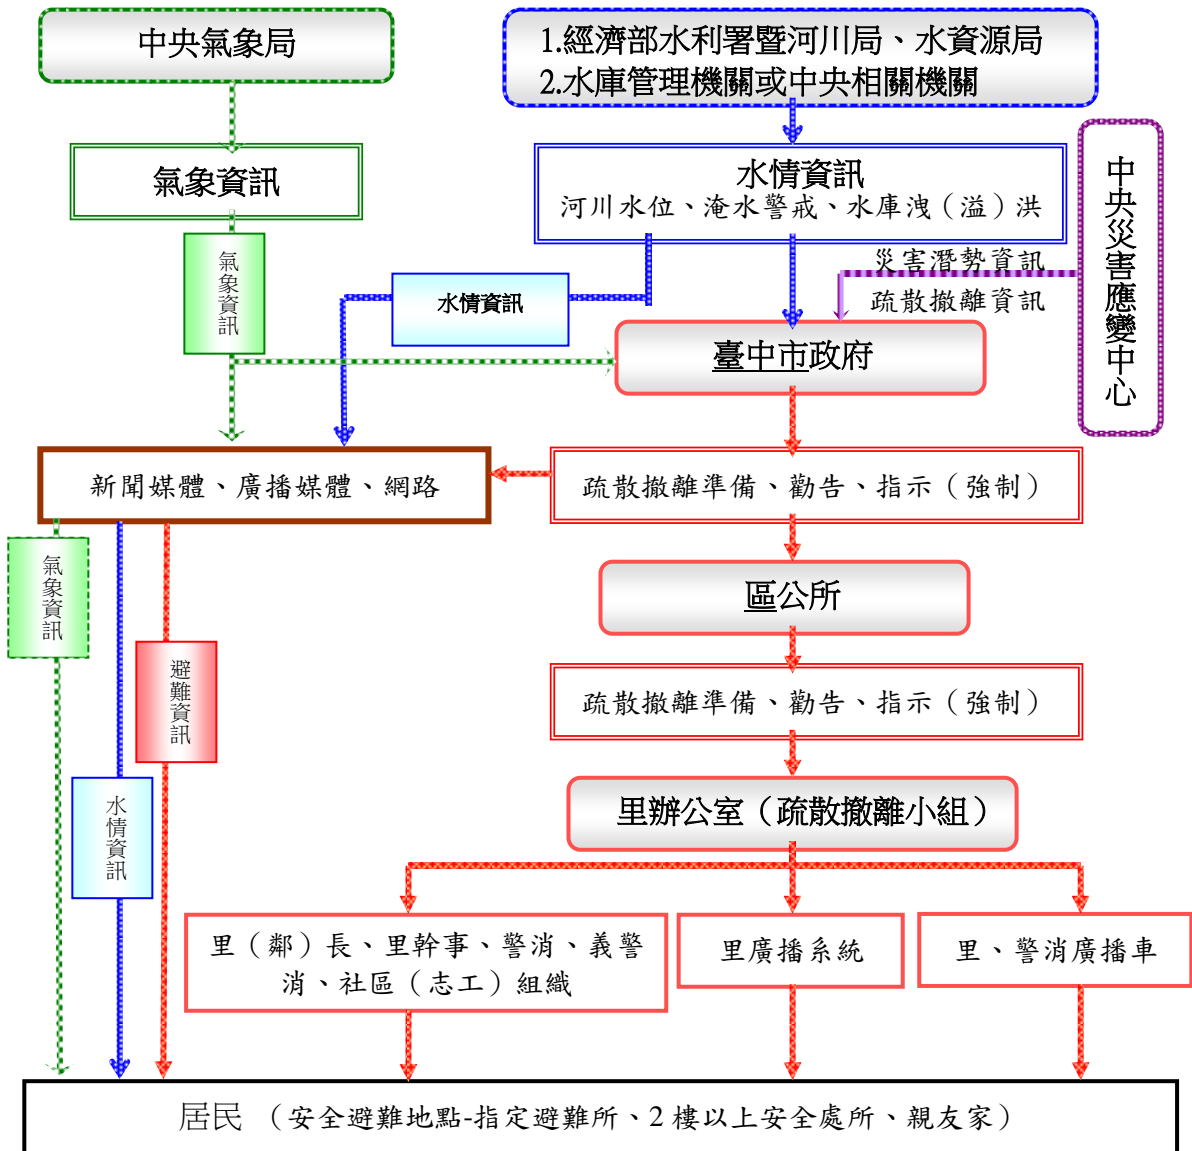 中央氣象局
1.經濟部水利署暨河川局、水資源局
2.水庫管理機關或中央相關機關
氣象資訊
水情資訊
河川水位、淹水警戒、水庫洩（溢）洪
中央災害應變中心
氣象資訊
水情資訊
災害潛勢資訊
疏散撤離資訊
臺中市政府
新聞媒體、廣播媒體、網路
疏散撤離準備、勸告、指示（強制）
區公所
氣象資訊
避難資訊
水情資訊
疏散撤離準備、勸告、指示（強制）
里辦公室（疏散撤離小組）
里（鄰）長、里幹事、警消、義警
消、社區（志工）組織
里廣播系統
里、警消廣播車
居民 （安全避難地點-指定避難所、2 樓以上安全處所、親友家）